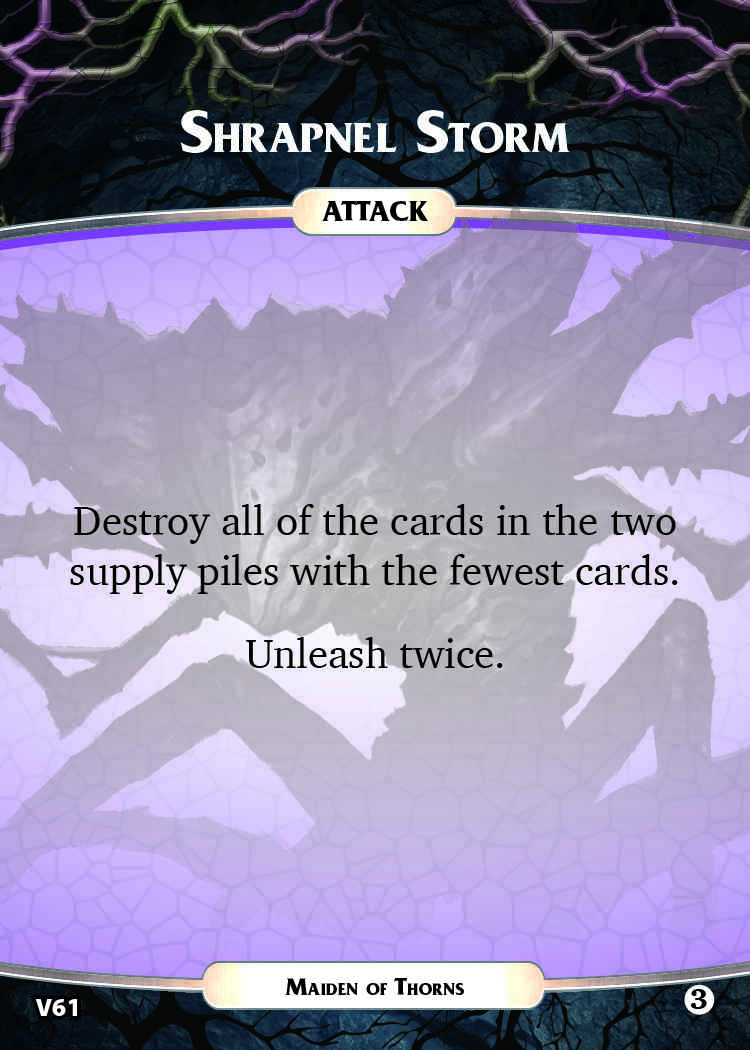 Shrapnel Storm
ATTACK
Destroy all of the cards in the two
supply piles with the fewest cards.
Unleash twice.
Maiden of Thorns
V61
3